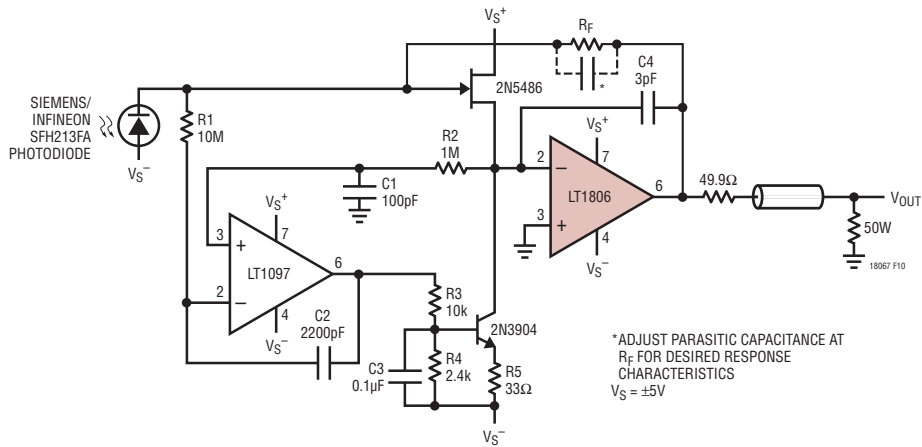 VS+
RF
C4
3pF
*
2N5486
SIEMENS/
INFINEON
SFH213FA
PHOTODIODE
VS–
R1
10M
R2
1M
C1
100pF
VS+
7
2
–
LT1806
6
3
+
4
VS–
49.9Ω
VOUT
50W
18067 F10
VS+
7
3
+
LT1097
6
2
–
4
VS–
C2
2200pF
R3
10k
2N3904
C3
0.1µF
R4
2.4k
R5
33Ω
VS–
*ADJUST PARASITIC CAPACITANCE AT
RF FOR DESIRED RESPONSE
CHARACTERISTICS
VS = ±5V